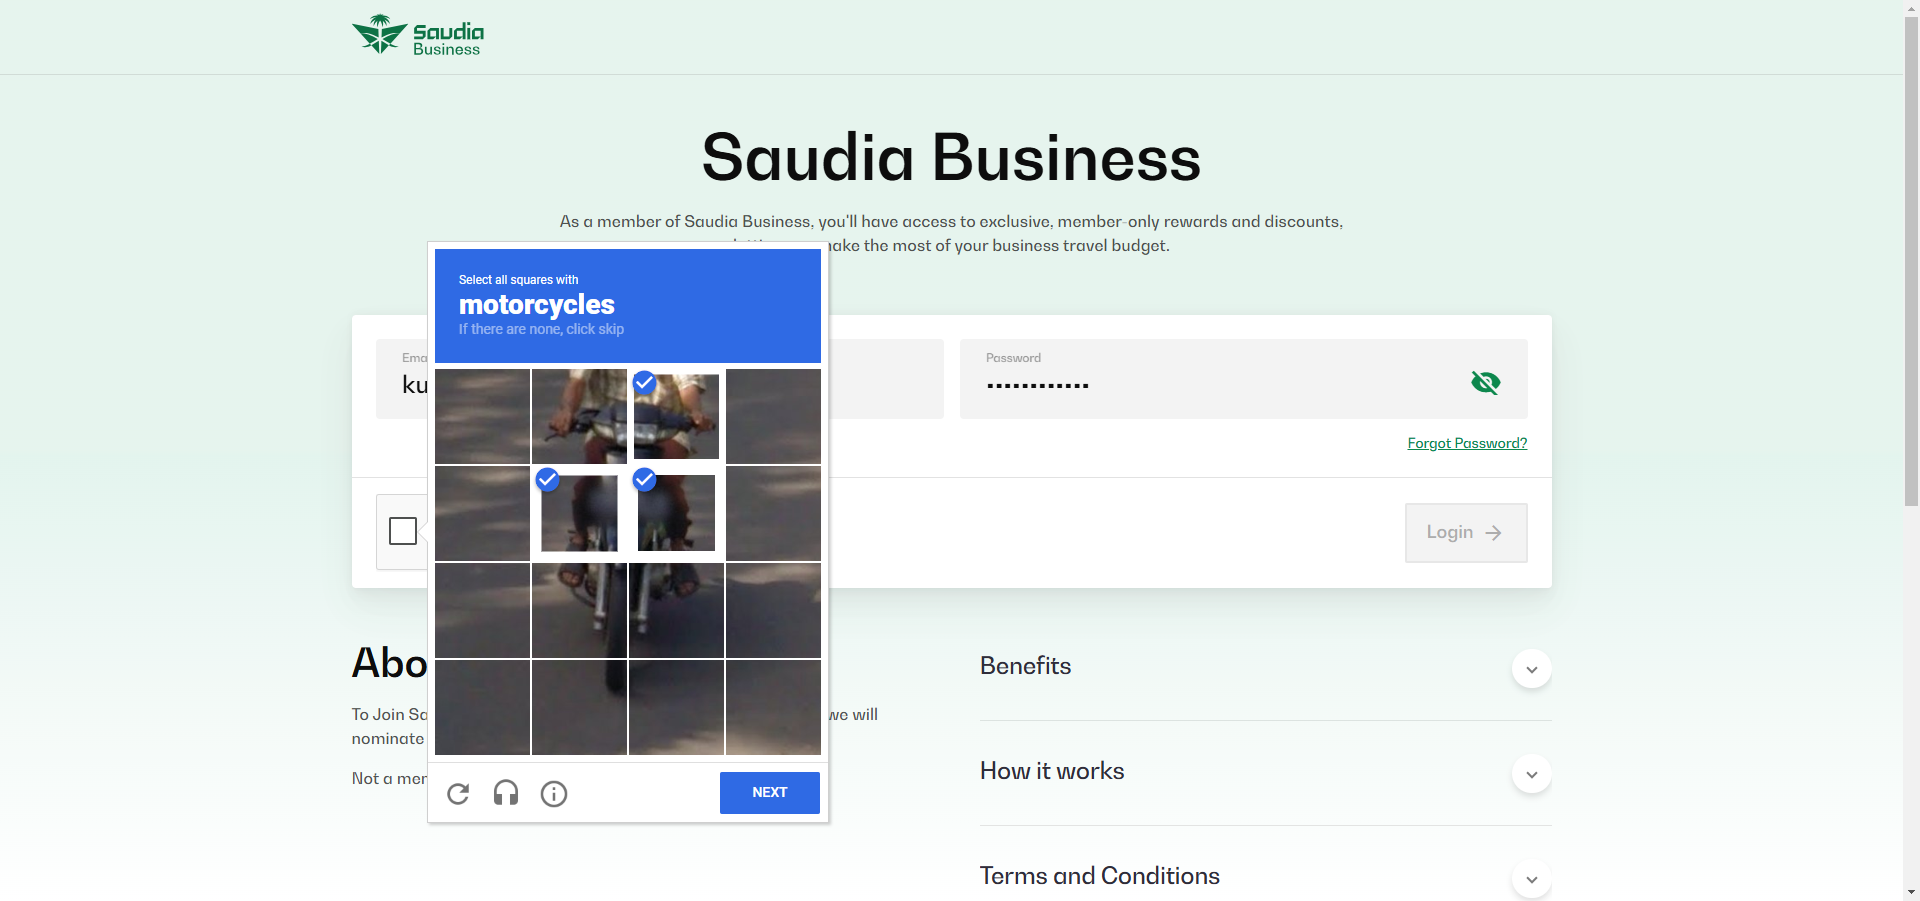 Saudia
Business
Saudia Business
As a member of Saudia Business, you'll have access to exclusive, member-only rewards and discounts,
make the most of your business travel budget.
Select all squares with
motorcycles
If there are none, click skip
Ema
ku
Password
Forgot Password?
Login
Abo
To Join Sa
we will
nominate
Not a mer
NEXT
Benefits
How it works
Terms and Conditions